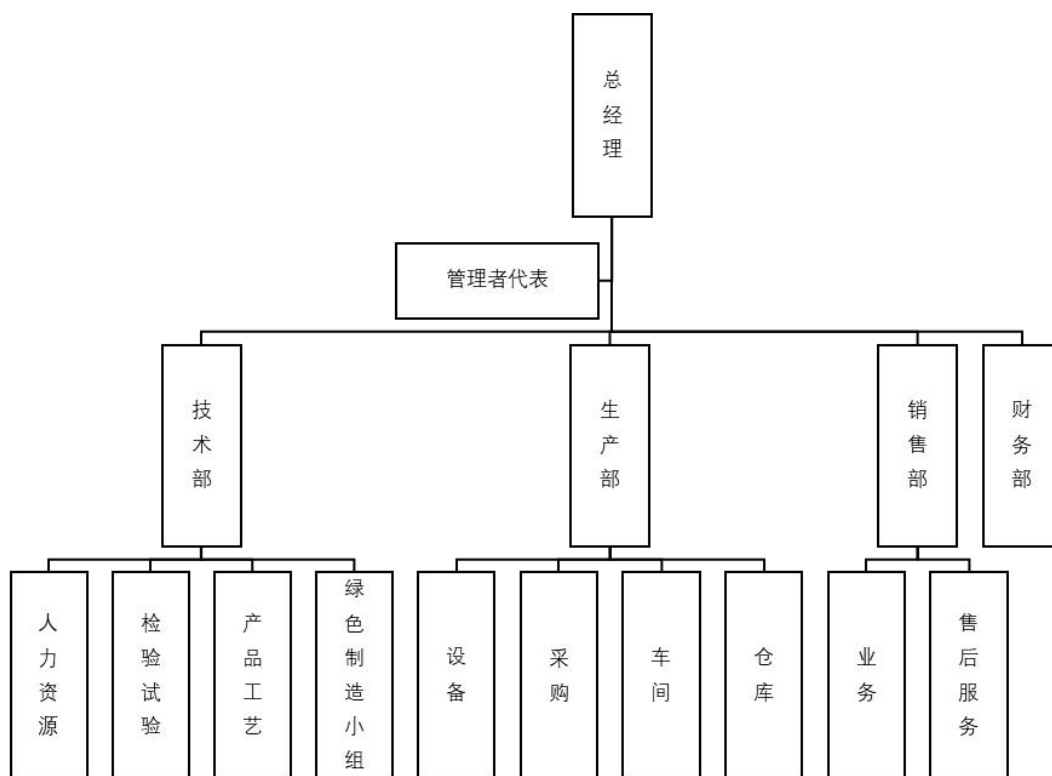 总经理
管理者代表
技术部
生产部
销售部
财务部
人力资源
检验试验
产品工艺
绿色制造小组
设备
采购
车间
仓库
业务
售后服务